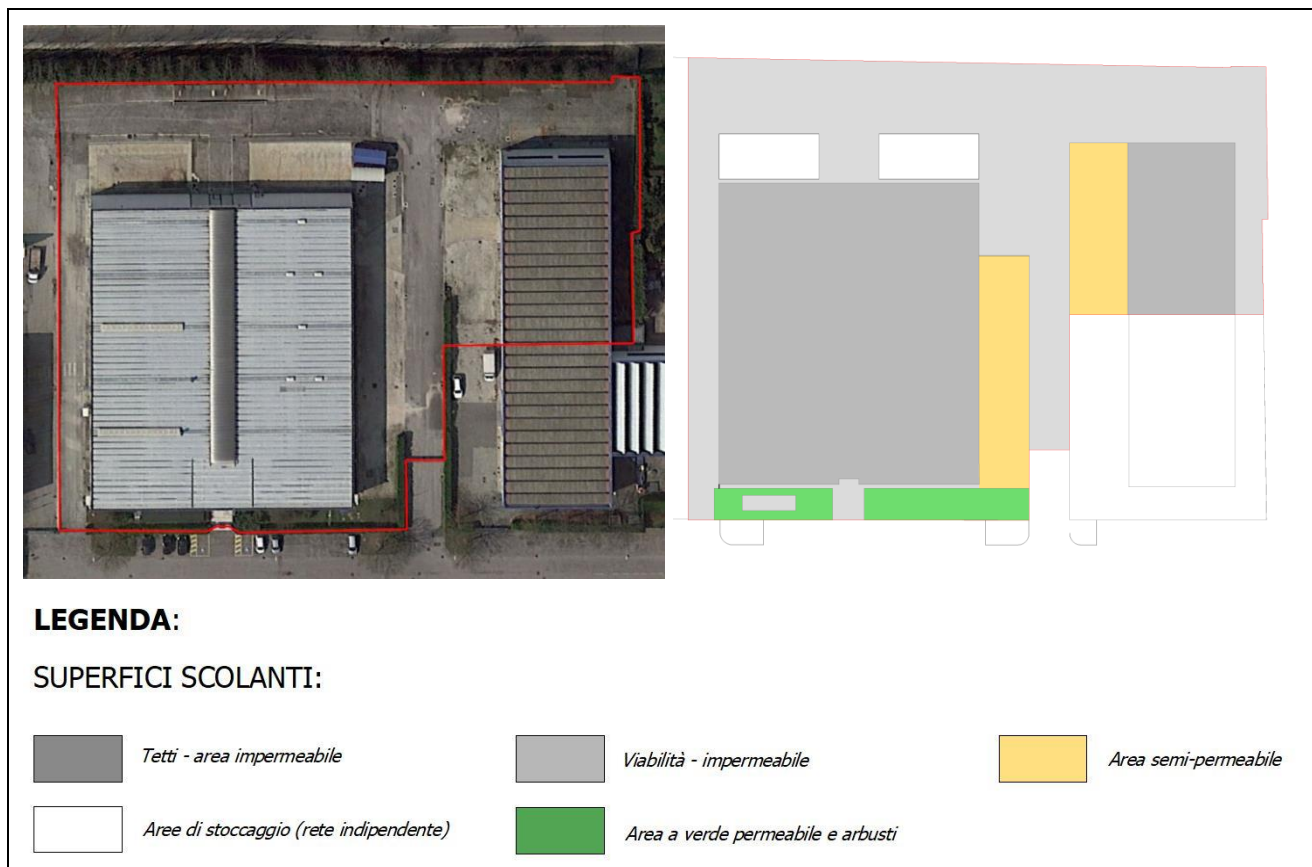 LEGENDA:
SUPERFICI SCOLANTI:
Tetti - area impermeabile
Viabilità - impermeabile
Area semi-permeabile
Aree di stoccaggio (rete indipendente)
Area a verde permeabile e arbusti